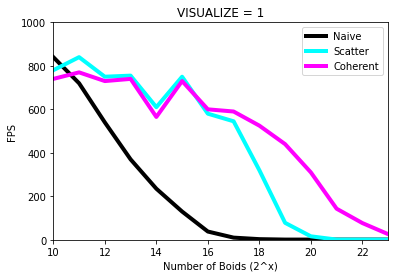 VISUALIZE = 1
1000
800
600
400
200
0
FPS
Naive
Scatter
Coherent
10 12 14 16 18 20 22
Number of Boids (2^x)